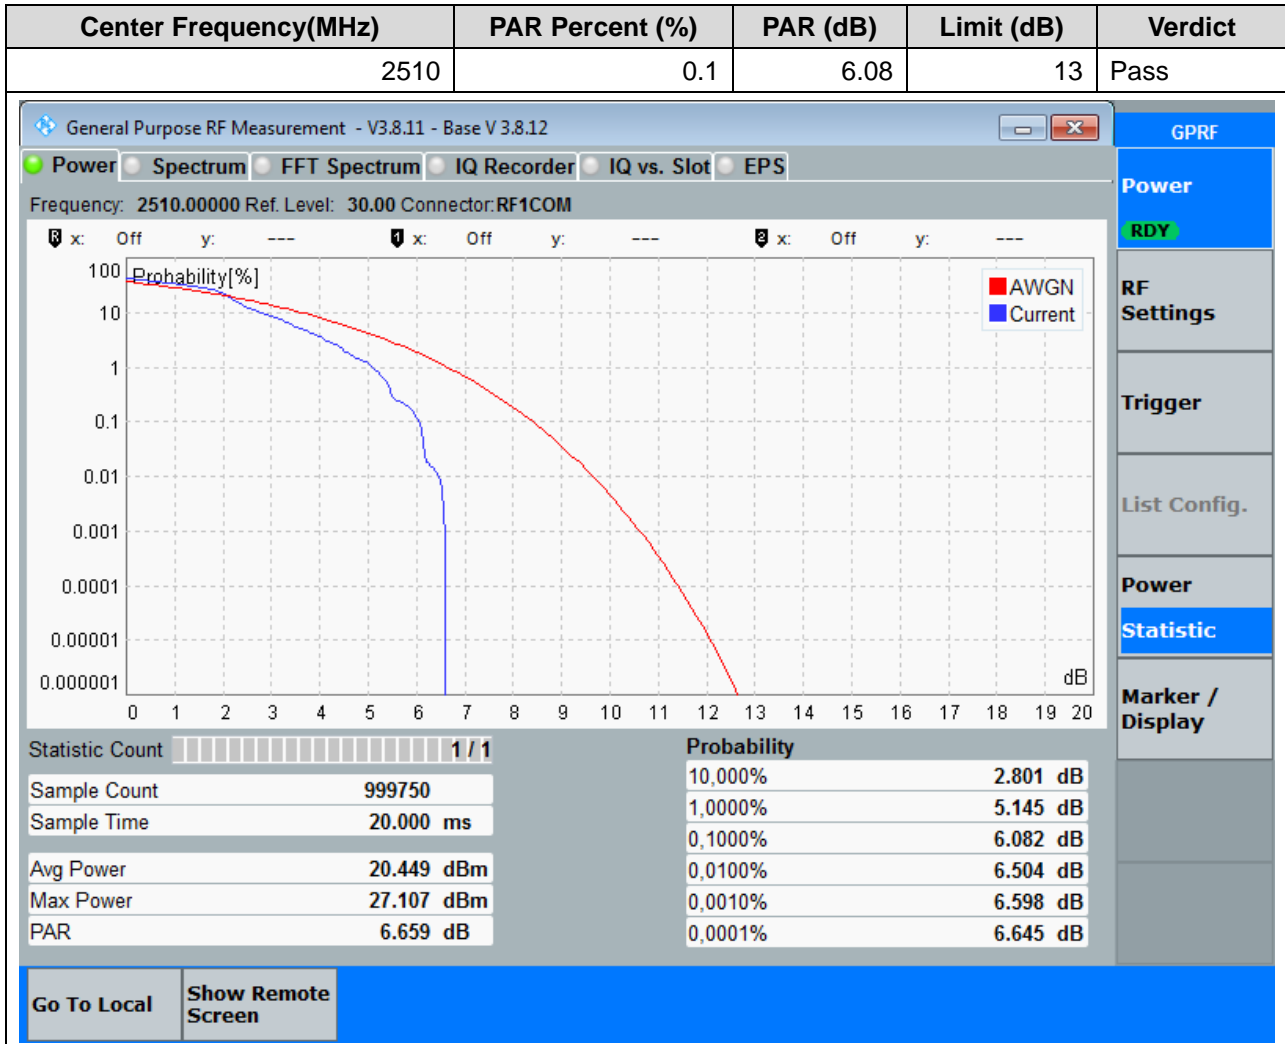 Center Frequency(MHz) PAR Percent (%) PAR (dB) Limit (dB) Verdict
2510 0.1 6.08 13 Pass
General Purpose RF Measurement - V3.8.11 - Base V 3.8.12
GPRF
Power Spectrum FFT Spectrum IQ Recorder IQ vs. Slot EPS
Power
RDY
Frequency: 2510.00000 Ref. Level: 30.00 Connector: RF1COM
R x: Off y: --- 1 x: Off y: --- 2 x: Off y: ---
Probability[%]
AWGN
Current
100
10
1
0.1
0.01
0.001
0.0001
0.00001
0.000001
dB
0 1 2 3 4 5 6 7 8 9 10 11 12 13 14 15 16 17 18 19 20
RF Settings
Trigger
List Config.
Power
Statistic
Marker / Display
Statistic Count 1 / 1
Sample Count 999750
Sample Time 20.000 ms
Avg Power 20.449 dBm
Max Power 27.107 dBm
PAR 6.659 dB
Probability
10,000% 2.801 dB
1,0000% 5.145 dB
0,1000% 6.082 dB
0,0100% 6.504 dB
0,0010% 6.598 dB
0,0001% 6.645 dB
Go To Local
Show Remote Screen